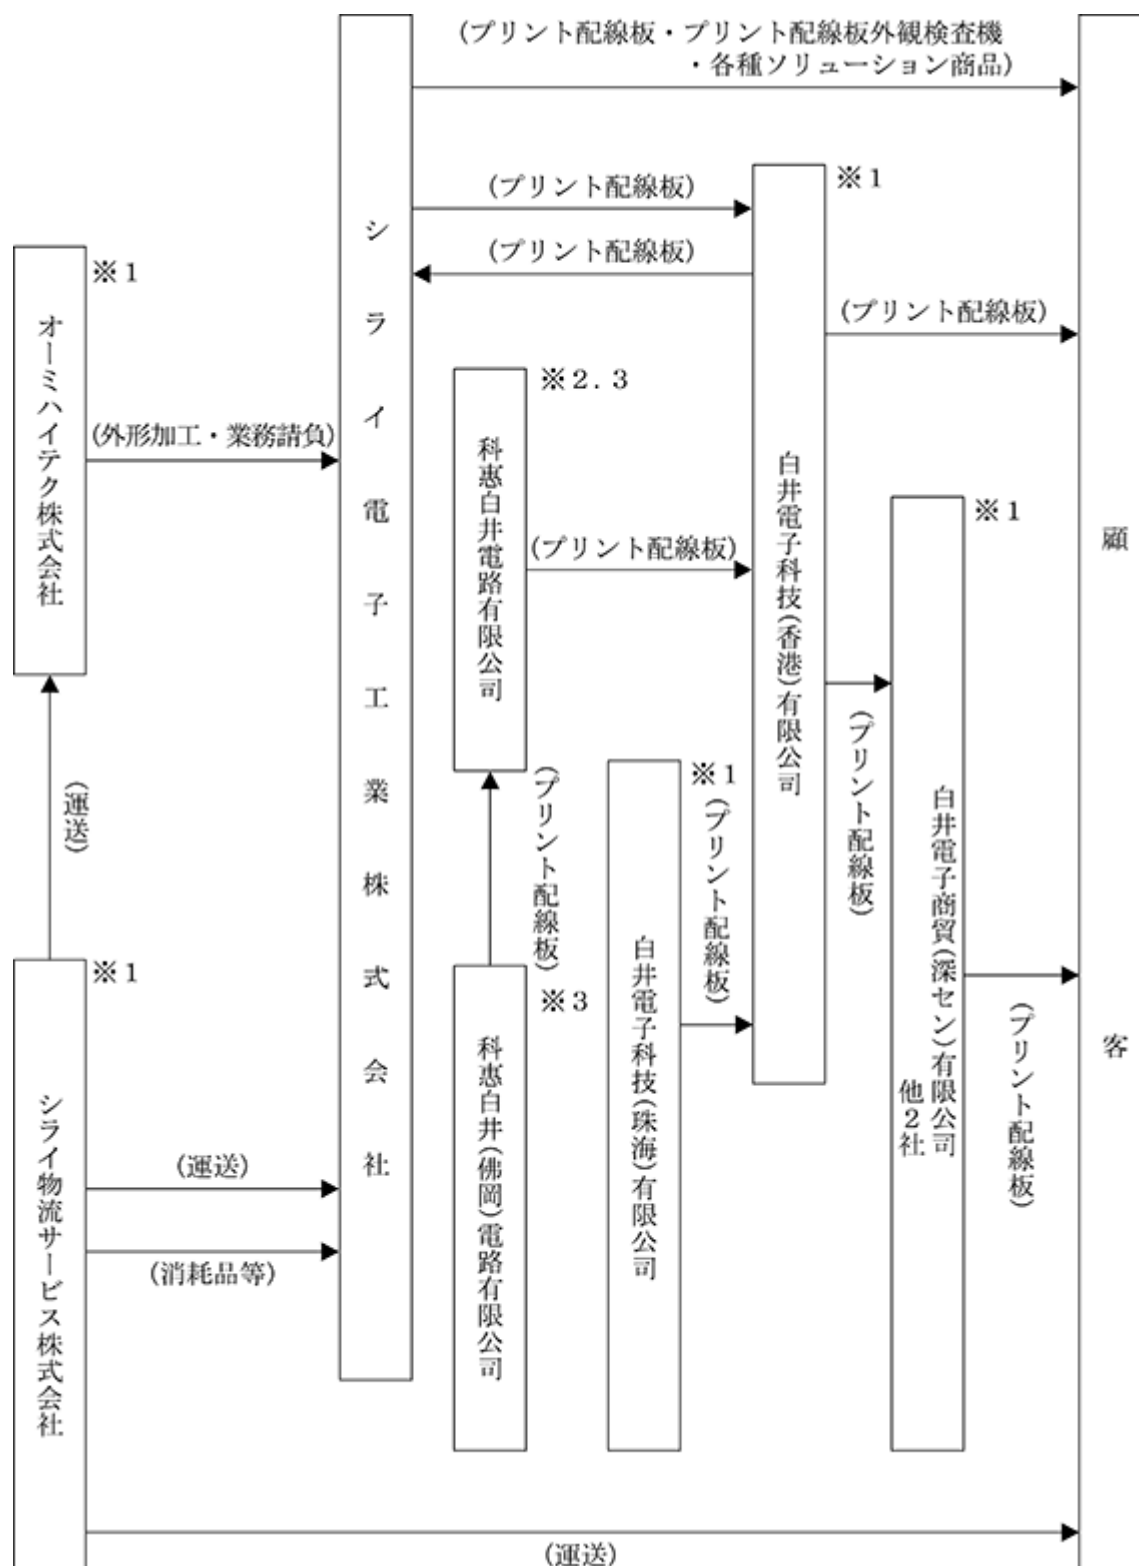 (プリント配線板・プリント配線板外観検査機
・各種ソリューション商品)
シライ電子工業株式会社
(プリント配線板)
※1
(プリント配線板)
※1
(プリント配線板)
オーミハイテク株式会社
(外形加工・業務請負)
※2.3
科惠白井電路有限公司
(プリント配線板)
白井電子科技(香港)有限公司
※1
顧客
(プリント配線板)
(運送)
(プリント配線板)
※1
(プリント配線板)
白井電子科技(珠海)有限公司
白井電子商貿(深セン)有限公司
他2社
(プリント配線板)
※1
シライ物流サービス株式会社
※3
科惠白井(佛岡)電路有限公司
(運送)
(消耗品等)
(運送)